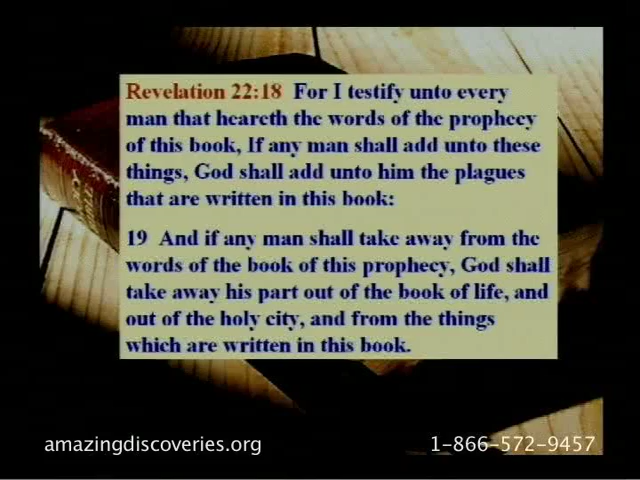 Revelation 22:18 For I testify unto every
man that heareth the words of the prophecy
of this book, If any man shall add unto these
things, God shall add unto him the plagues
that are written in this book:
19 And if any man shall take away from the
words of the book of this prophecy, God shall
take away his part out of the book of life, and
out of the holy city, and from the things
which are written in this book.
amazingdiscoveries.org
1-866-572-9457